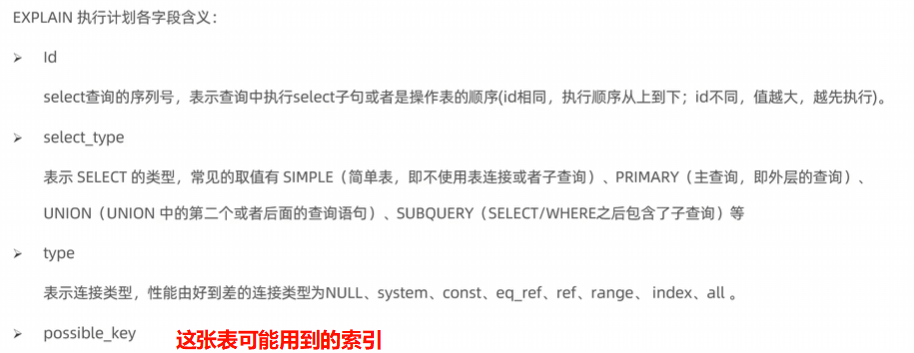 EXPLAIN 执行计划各字段含义：
➢ Id
select查询的序列号，表示查询中执行select子句或者是操作表的顺序(id相同，执行顺序从上到下；id不同，值越大，越先执行)。
➢ select_type
表示 SELECT 的类型，常见的取值有 SIMPLE（简单表，即不使用表连接或者子查询）、PRIMARY（主查询，即外层的查询）、
UNION（UNION 中的第二个或者后面的查询语句）、SUBQUERY（SELECT/WHERE之后包含了子查询）等
➢ type
表示连接类型，性能由好到差的连接类型为NULL、system、const、eq_ref、ref、range、 index、all 。
➢ possible_key 这张表可能用到的索引